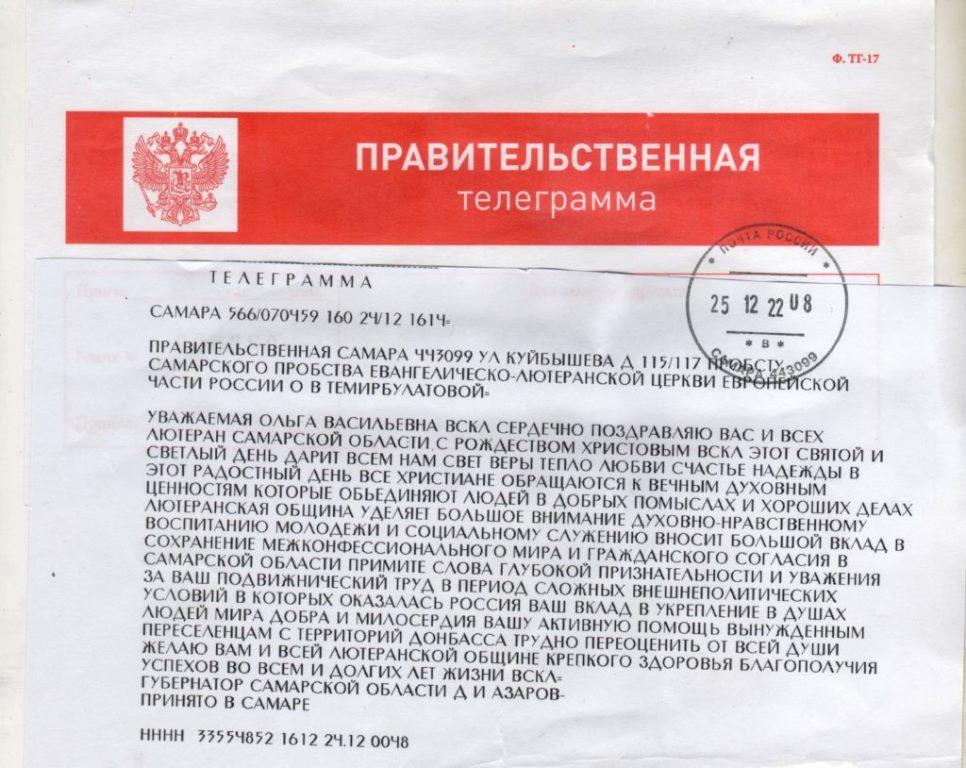 Ф. ТГ-17
ПРАВИТЕЛЬСТВЕННАЯ
телеграмма
* ПОЧТА РОССИИ *
25 12 22 08
* В *
САМАРА 443099
ТЕЛЕГРАММА
САМАРА 566/070459 160 24/12 1614=
ПРАВИТЕЛЬСТВЕННАЯ САМАРА 443099 УЛ КУЙБЫШЕВА Д 115/117 ПРОБСТУ
САМАРСКОГО ПРОБСТВА ЕВАНГЕЛИЧЕСКО-ЛЮТЕРАНСКОЙ ЦЕРКВИ ЕВРОПЕЙСКОЙ
ЧАСТИ РОССИИ О В ТЕМИРБУЛАТОВОЙ=
УВАЖАЕМАЯ ОЛЬГА ВАСИЛЬЕВНА ВСКЛ СЕРДЕЧНО ПОЗДРАВЛЯЮ ВАС И ВСЕХ
ЛЮТЕРАН САМАРСКОЙ ОБЛАСТИ С РОЖДЕСТВОМ ХРИСТОВЫМ ВСКЛ ЭТОТ СВЯТОЙ И
СВЕТЛЫЙ ДЕНЬ ДАРИТ ВСЕМ НАМ СВЕТ ВЕРЫ ТЕПЛО ЛЮБВИ СЧАСТЬЕ НАДЕЖДЫ В
ЭТОТ РАДОСТНЫЙ ДЕНЬ ВСЕ ХРИСТИАНЕ ОБРАЩАЮТСЯ К ВЕЧНЫМ ДУХОВНЫМ
ЦЕННОСТЯМ КОТОРЫЕ ОБЬЕДИНЯЮТ ЛЮДЕЙ В ДОБРЫХ ПОМЫСЛАХ И ХОРОШИХ ДЕЛАХ
ЛЮТЕРАНСКАЯ ОБЩИНА УДЕЛЯЕТ БОЛЬШОЕ ВНИМАНИЕ ДУХОВНО-НРАВСТВЕННОМУ
ВОСПИТАНИЮ МОЛОДЕЖИ И СОЦИАЛЬНОМУ СЛУЖЕНИЮ ВНОСИТ БОЛЬШОЙ ВКЛАД В
СОХРАНЕНИЕ МЕЖКОНФЕССИОНАЛЬНОГО МИРА И ГРАЖДАНСКОГО СОГЛАСИЯ В
САМАРСКОЙ ОБЛАСТИ ПРИМИТЕ СЛОВА ГЛУБОКОЙ ПРИЗНАТЕЛЬНОСТИ И УВАЖЕНИЯ
ЗА ВАШ ПОДВИЖНИЧЕСКИЙ ТРУД В ПЕРИОД СЛОЖНЫХ ВНЕШНЕПОЛИТИЧЕСКИХ
УСЛОВИЙ В КОТОРЫХ ОКАЗАЛАСЬ РОССИЯ ВАШ ВКЛАД В УКРЕПЛЕНИЕ В ДУШАХ
ЛЮДЕЙ МИРА ДОБРА И МИЛОСЕРДИЯ ВАШУ АКТИВНУЮ ПОМОЩЬ ВЫНУЖДЕННЫМ
ПЕРЕСЕЛЕНЦАМ С ТЕРРИТОРИЙ ДОНБАССА ТРУДНО ПЕРЕОЦЕНИТЬ ОТ ВСЕЙ ДУШИ
ЖЕЛАЮ ВАМ И ВСЕЙ ЛЮТЕРАНСКОЙ ОБЩИНЕ КРЕПКОГО ЗДОРОВЬЯ БЛАГОПОЛУЧИЯ
УСПЕХОВ ВО ВСЕМ И ДОЛГИХ ЛЕТ ЖИЗНИ ВСКЛ=
ГУБЕРНАТОР САМАРСКОЙ ОБЛАСТИ Д И АЗАРОВ-
ПРИНЯТО В САМАРЕ
НННН 33554852 1612 24.12 0048